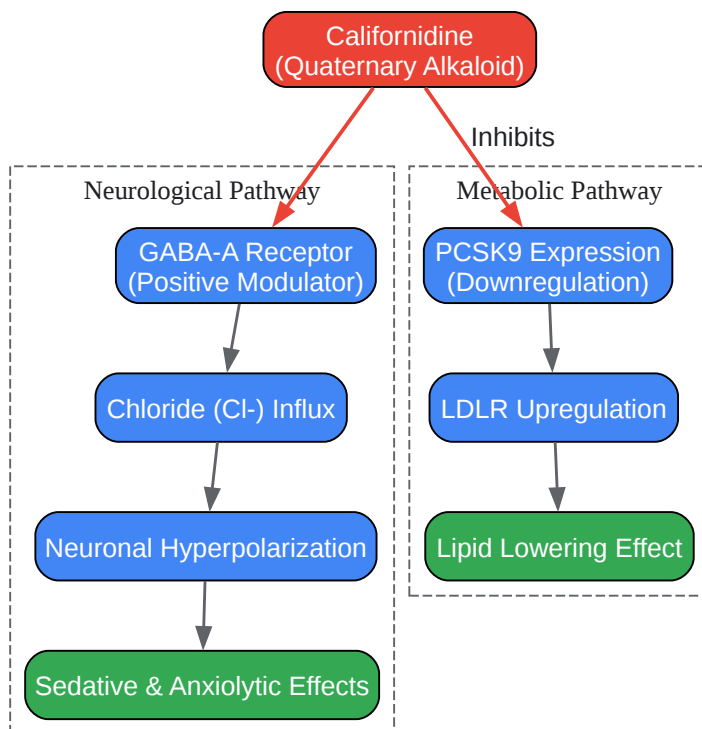 Californidine
(Quaternary Alkaloid)
Inhibits
Neurological Pathway
GABA-A Receptor
(Positive Modulator)
Chloride (Cl-) Influx
Neuronal Hyperpolarization
Sedative & Anxiolytic Effects
Metabolic Pathway
PCSK9 Expression
(Downregulation)
LDLR Upregulation
Lipid Lowering Effect